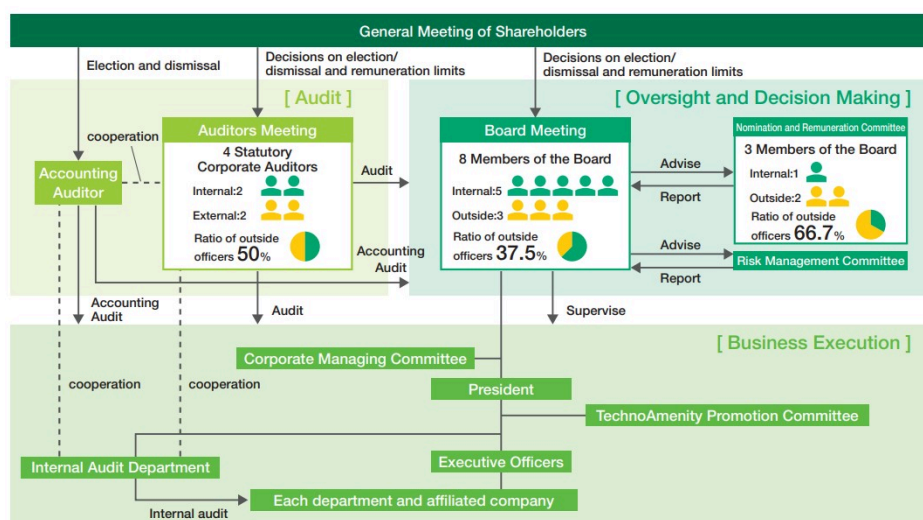 General Meeting of Shareholders
Election and dismissal
Decisions on election/
dismissal and remuneration limits
Decisions on election/
dismissal and remuneration limits
[ Audit ]
[ Oversight and Decision Making ]
cooperation
Accounting
Auditor
Auditors Meeting
4 Statutory
Corporate Auditors
Internal:2
External:2
Ratio of outside
officers 50%
Audit
Accounting
Audit
Board Meeting
8 Members of the Board
Internal:5
Outside:3
Ratio of outside
officers 37.5%
Advise
Report
Advise
Report
Nomination and Remuneration Committee
3 Members of the Board
Internal:1
Outside:2
Ratio of outside
officers 66.7%
Risk Management Committee
Accounting
Audit
Audit
Supervise
[ Business Execution ]
Corporate Managing Committee
cooperation
cooperation
President
TechnoAmenity Promotion Committee
Internal Audit Department
Executive Officers
Each department and affiliated company
Internal audit